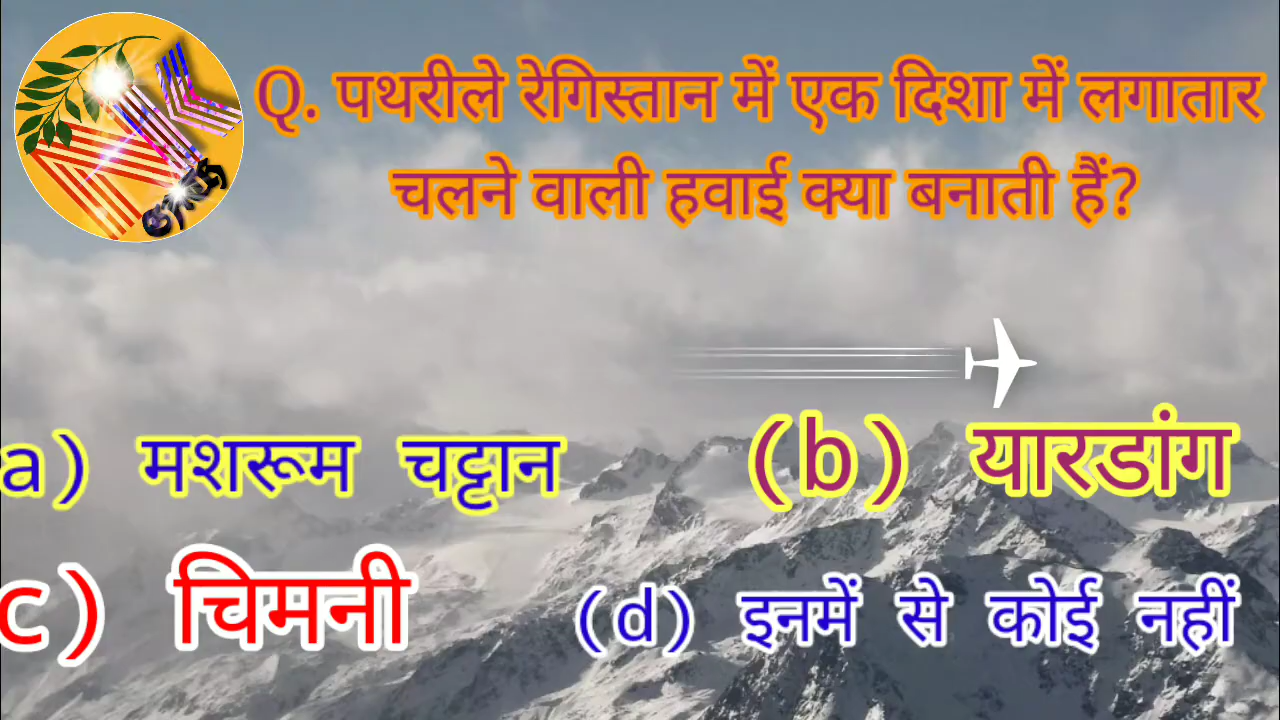 Q. पथरीले रेगिस्तान में एक दिशा में लगातार
चलने वाली हवाई क्या बनाती हैं?
a) मशरूम चट्टान (b) यारडांग
c) चिमनी (d) इनमें से कोई नहीं